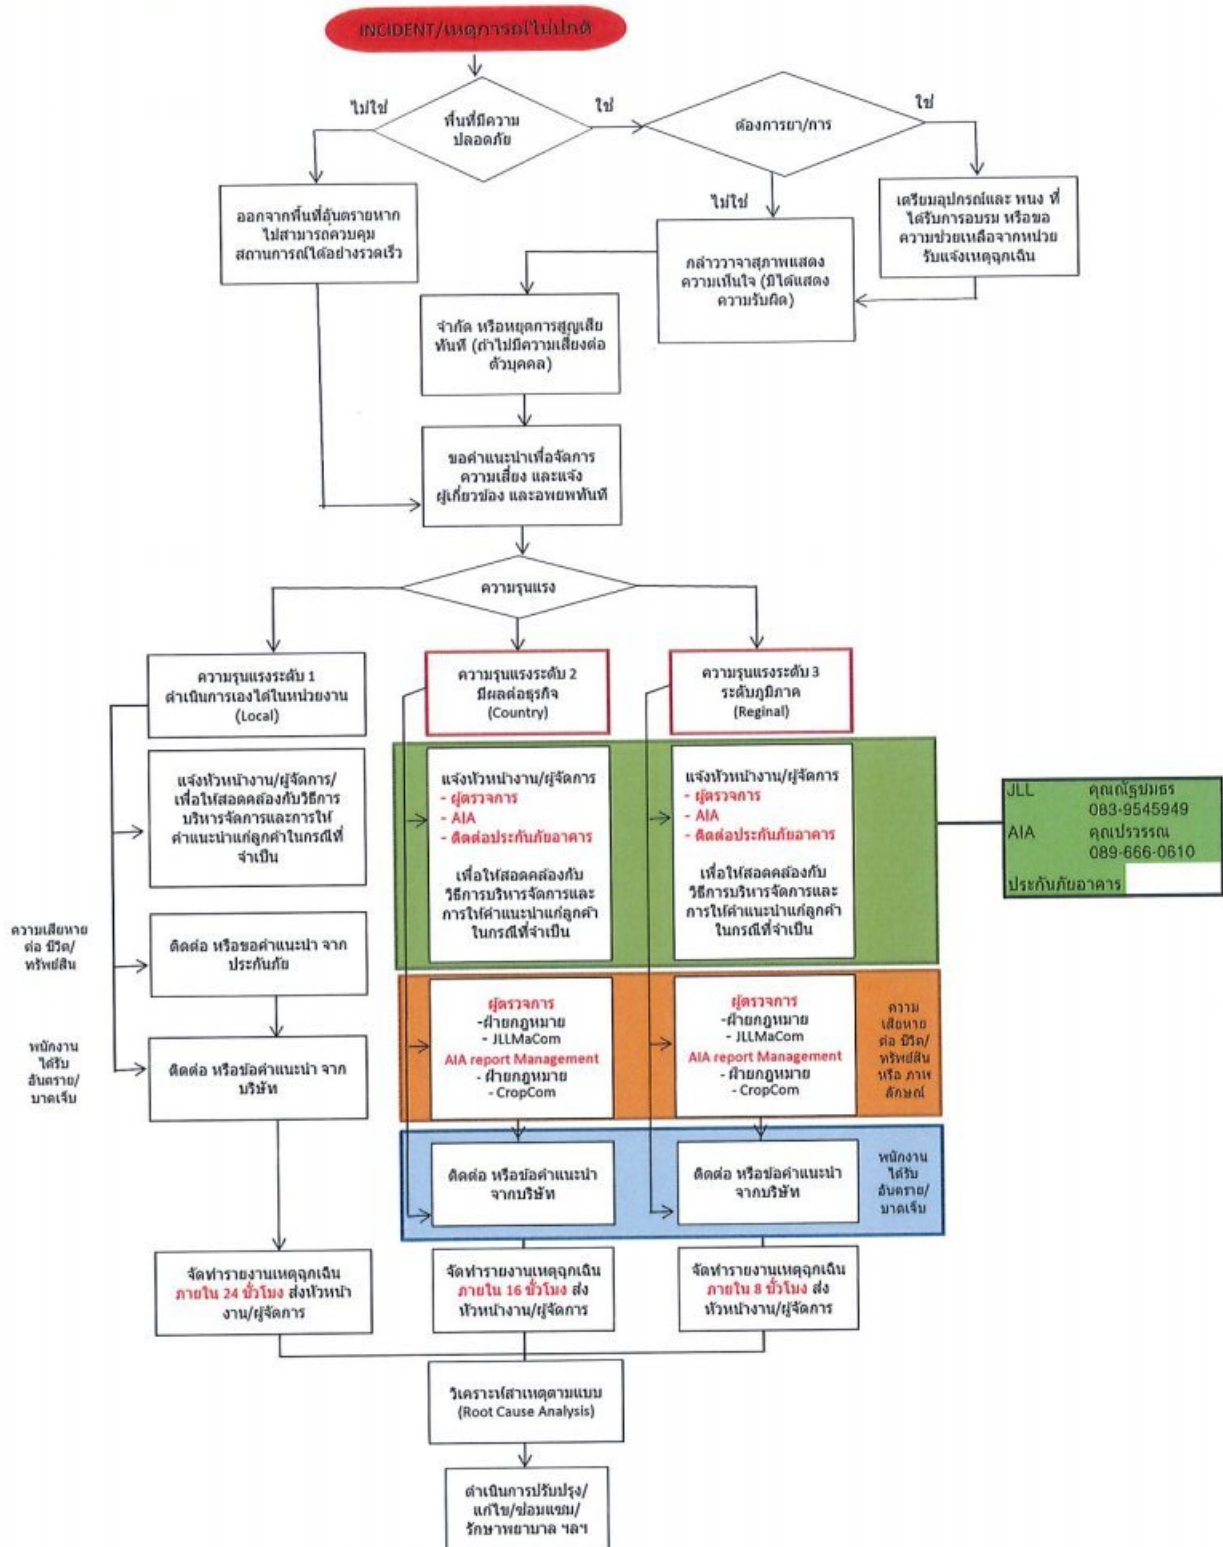 INCIDENT/เหตุการณ์ไม่ปกติ
ไม่ใช่
พื้นที่มีความ
ปลอดภัย
ใช่
ต้องการยา/การ
ใช่
ไม่ใช่
ออกจากพื้นที่อันตรายหาก
ไม่สามารถควบคุม
สถานการณ์ได้อย่างรวดเร็ว
เตรียมอุปกรณ์และ พนง ที่
ได้รับการอบรม หรือขอ
ความช่วยเหลือจากหน่วย
รับแจ้งเหตุฉุกเฉิน
กล่าววาจาสุภาพแสดง
ความเห็นใจ (มิได้แสดง
ความรับผิด)
จำกัด หรือหยุดการสูญเสีย
ทันที (ถ้าไม่มีความเสี่ยงต่อ
ตัวบุคคล)
ขอคำแนะนำเพื่อจัดการ
ความเสี่ยง และแจ้ง
ผู้เกี่ยวข้อง และอพยพทันที
ความรุนแรง
ความรุนแรงระดับ 1
ดำเนินการเองได้ในหน่วยงาน
(Local)
ความรุนแรงระดับ 2
มีผลต่อธุรกิจ
(Country)
ความรุนแรงระดับ 3
ระดับภูมิภาค
(Reginal)
แจ้งหัวหน้างาน/ผู้จัดการ/
เพื่อให้สอดคล้องกับวิธีการ
บริหารจัดการและการให้
คำแนะนำแก่ลูกค้าในกรณีที่
จำเป็น
แจ้งหัวหน้างาน/ผู้จัดการ
- ผู้ตรวจการ
- AIA
- ติดต่อประกันภัยอาคาร
เพื่อให้สอดคล้องกับ
วิธีการบริหารจัดการและ
การให้คำแนะนำแก่ลูกค้า
ในกรณีที่จำเป็น
แจ้งหัวหน้างาน/ผู้จัดการ
- ผู้ตรวจการ
- AIA
- ติดต่อประกันภัยอาคาร
เพื่อให้สอดคล้องกับ
วิธีการบริหารจัดการและ
การให้คำแนะนำแก่ลูกค้า
ในกรณีที่จำเป็น
JLL คุณณัฐปมธร
083-9545949
AIA คุณปรวรรณ
089-666-0610
ประกันภัยอาคาร
ความเสียหาย
ต่อ ชีวิต/
ทรัพย์สิน
ติดต่อ หรือขอคำแนะนำ จาก
ประกันภัย
พนักงาน
ได้รับ
อันตราย/
บาดเจ็บ
ติดต่อ หรือข้อคำแนะนำ จาก
บริษัท
ผู้ตรวจการ
-ฝ่ายกฎหมาย
- JLLMaCom
AIA report Management
- ฝ่ายกฎหมาย
- CropCom
ผู้ตรวจการ
-ฝ่ายกฎหมาย
- JLLMaCom
AIA report Management
- ฝ่ายกฎหมาย
- CropCom
ความ
เสียหาย
ต่อ ชีวิต/
ทรัพย์สิน
หรือ ภาพ
ลักษณ์
ติดต่อ หรือข้อคำแนะนำ
จากบริษัท
ติดต่อ หรือข้อคำแนะนำ
จากบริษัท
พนักงาน
ได้รับ
อันตราย/
บาดเจ็บ
จัดทำรายงานเหตุฉุกเฉิน
ภายใน 24 ชั่วโมง ส่งหัวหน้า
งาน/ผู้จัดการ
จัดทำรายงานเหตุฉุกเฉิน
ภายใน 16 ชั่วโมง ส่ง
หัวหน้างาน/ผู้จัดการ
จัดทำรายงานเหตุฉุกเฉิน
ภายใน 8 ชั่วโมง ส่ง
หัวหน้างาน/ผู้จัดการ
วิเคราะห์สาเหตุตามแบบ
(Root Cause Analysis)
ดำเนินการปรับปรุง/
แก้ไข/ซ่อมแซม/
รักษาพยาบาล ฯลฯ